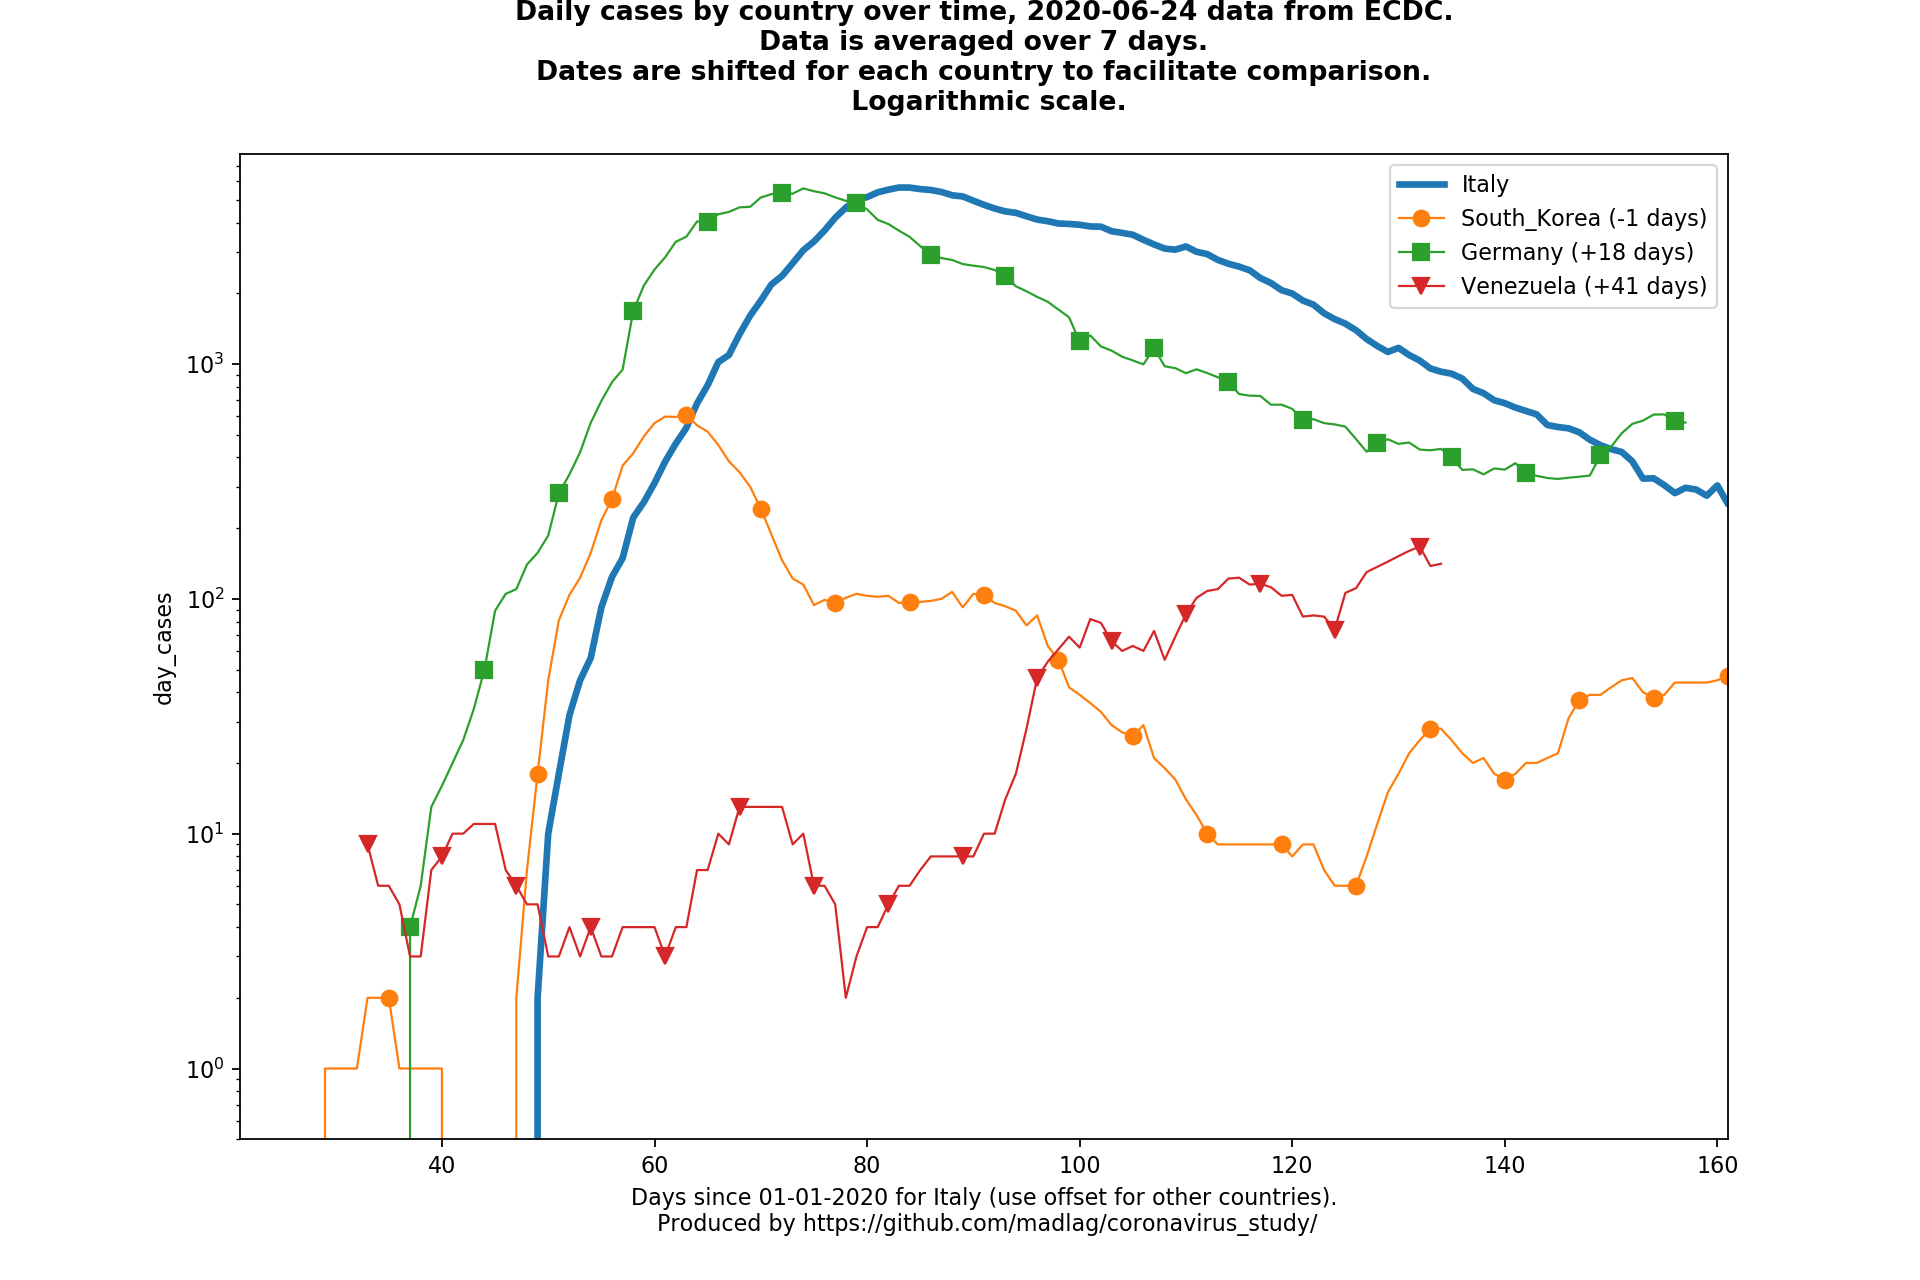 Daily cases by country over time, 2020-06-24 data from ECDC.
Data is averaged over 7 days.
Dates are shifted for each country to facilitate comparison.
Logarithmic scale.
Italy
South_Korea (-1 days)
Germany (+18 days)
Venezuela (+41 days)
day_cases
10³
10²
10¹
10⁰
40 60 80 100 120 140 160
Days since 01-01-2020 for Italy (use offset for other countries).
Produced by https://github.com/madlag/coronavirus_study/